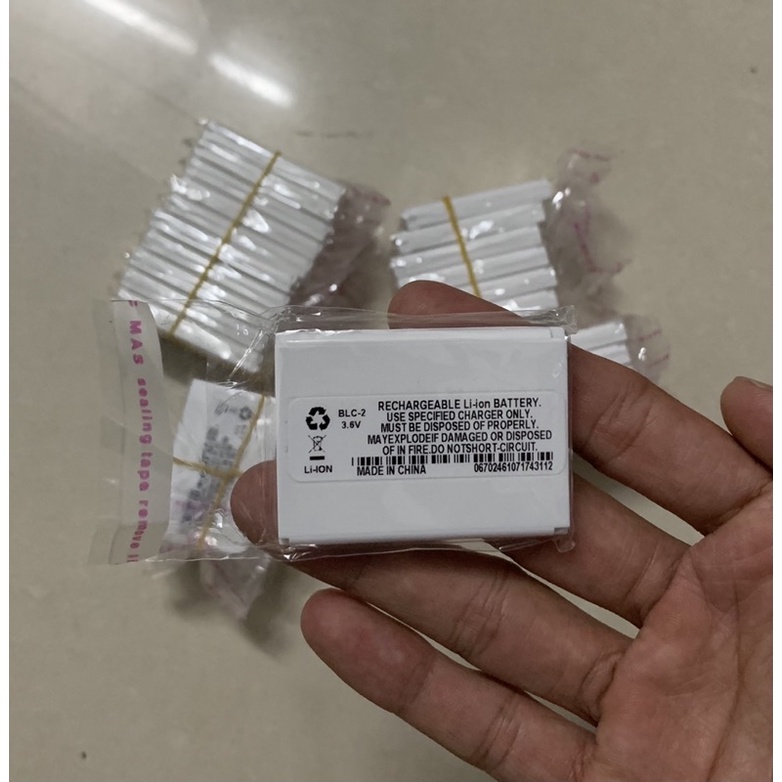 MAS sealing tape remove
BLC-2
3.6V
Li-ION
RECHARGEABLE Li-ion BATTERY.
USE SPECIFIED CHARGER ONLY.
MUST BE DISPOSED OF PROPERLY.
MAYEXPLODEIF DAMAGED OR DISPOSED
OF IN FIRE.DO NOTSHORT-CIRCUIT.
MADE IN CHINA
06702461071743112